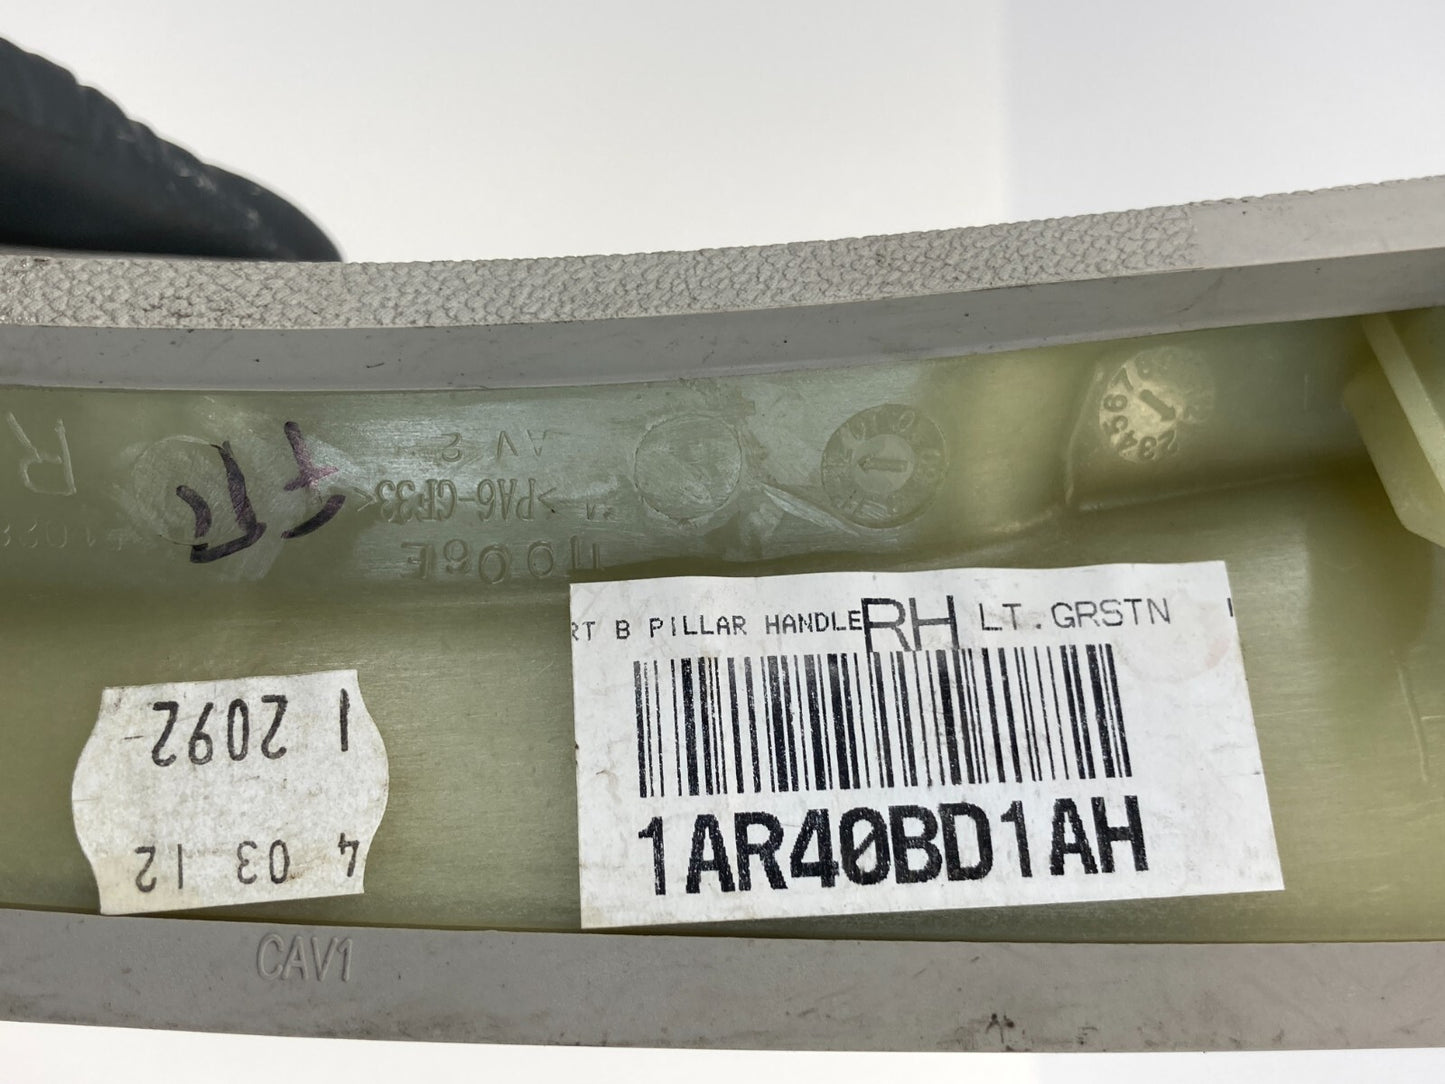 R
AV 2
>PA6-GF33<
RT B PILLAR HANDLE RH LT.GRSTN
1AR40BD1AH
1 2092
4 03 12
CAV1